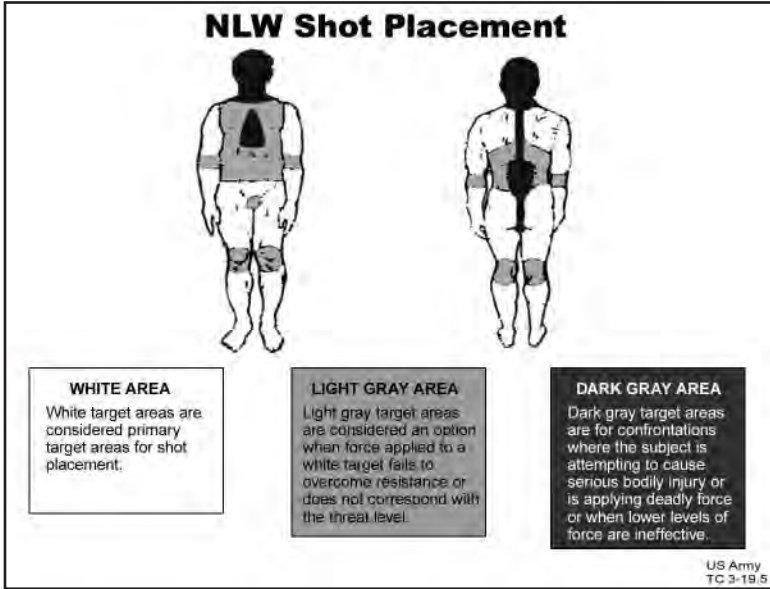 NLW Shot Placement
WHITE AREA
White target areas are
considered primary
target areas for shot
placement.
LIGHT GRAY AREA
Light gray target areas
are considered an option
when force applied to a
white target fails to
overcome resistance or
does not correspond with
the threat level.
DARK GRAY AREA
Dark gray target areas
are for confrontations
where the subject is
attempting to cause
serious bodily injury or
is applying deadly force
or when lower levels of
force are ineffective.
US Army
TC 3-19.5